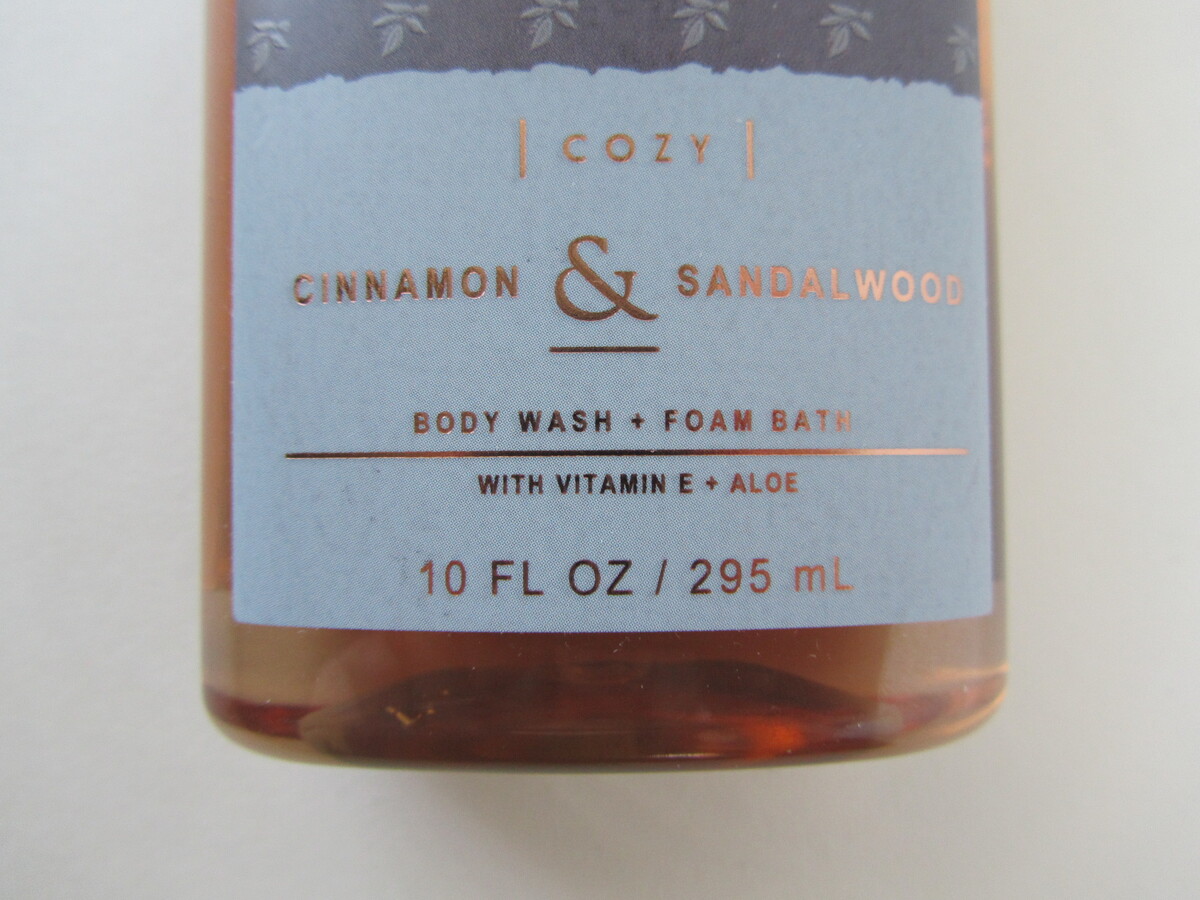 | COZY |
CINNAMON & SANDALWOOD
BODY WASH + FOAM BATH
WITH VITAMIN E + ALOE
10 FL OZ / 295 mL